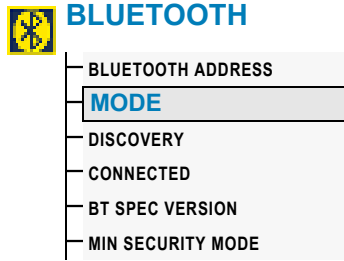 BLUETOOTH
BLUETOOTH ADDRESS
MODE
DISCOVERY
CONNECTED
BT SPEC VERSION
MIN SECURITY MODE